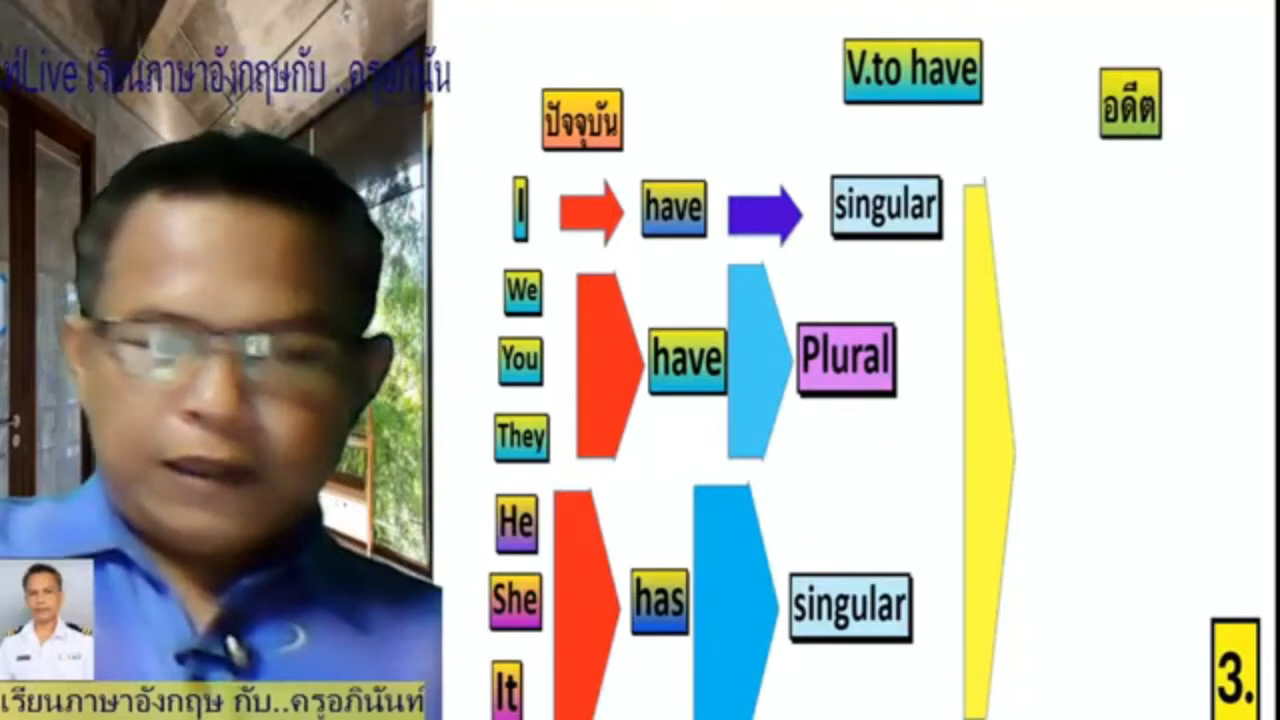 ท์Live เรียนภาษาอังกฤษกับ ..ครูอภินัน
V.to have
ปัจจุบัน
อดีต
I
have
singular
We
You
have
Plural
They
He
She
has
singular
It
3.
เรียนภาษาอังกฤษ กับ..ครูอภินันท์